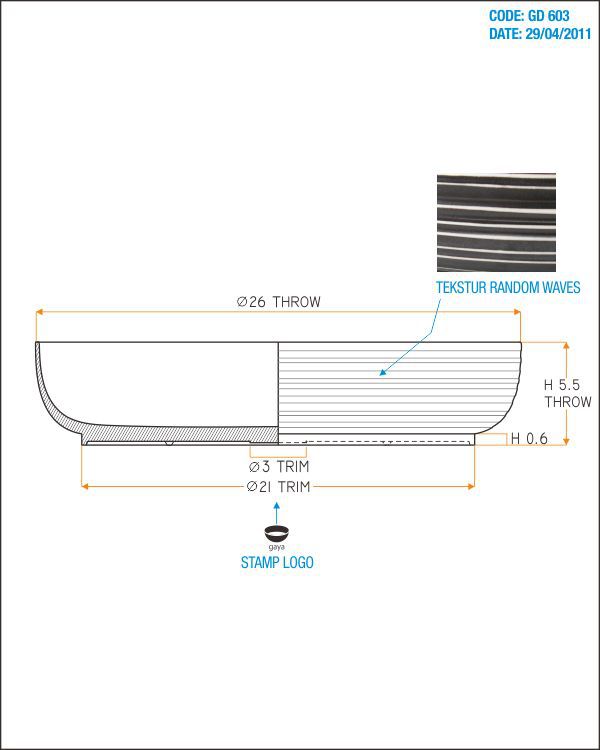 CODE: GD 603
DATE: 29/04/2011
TEKSTUR RANDOM WAVES
Ø26 THROW
H 5.5
THROW
H 0.6
Ø3 TRIM
Ø21 TRIM
gaya
STAMP LOGO